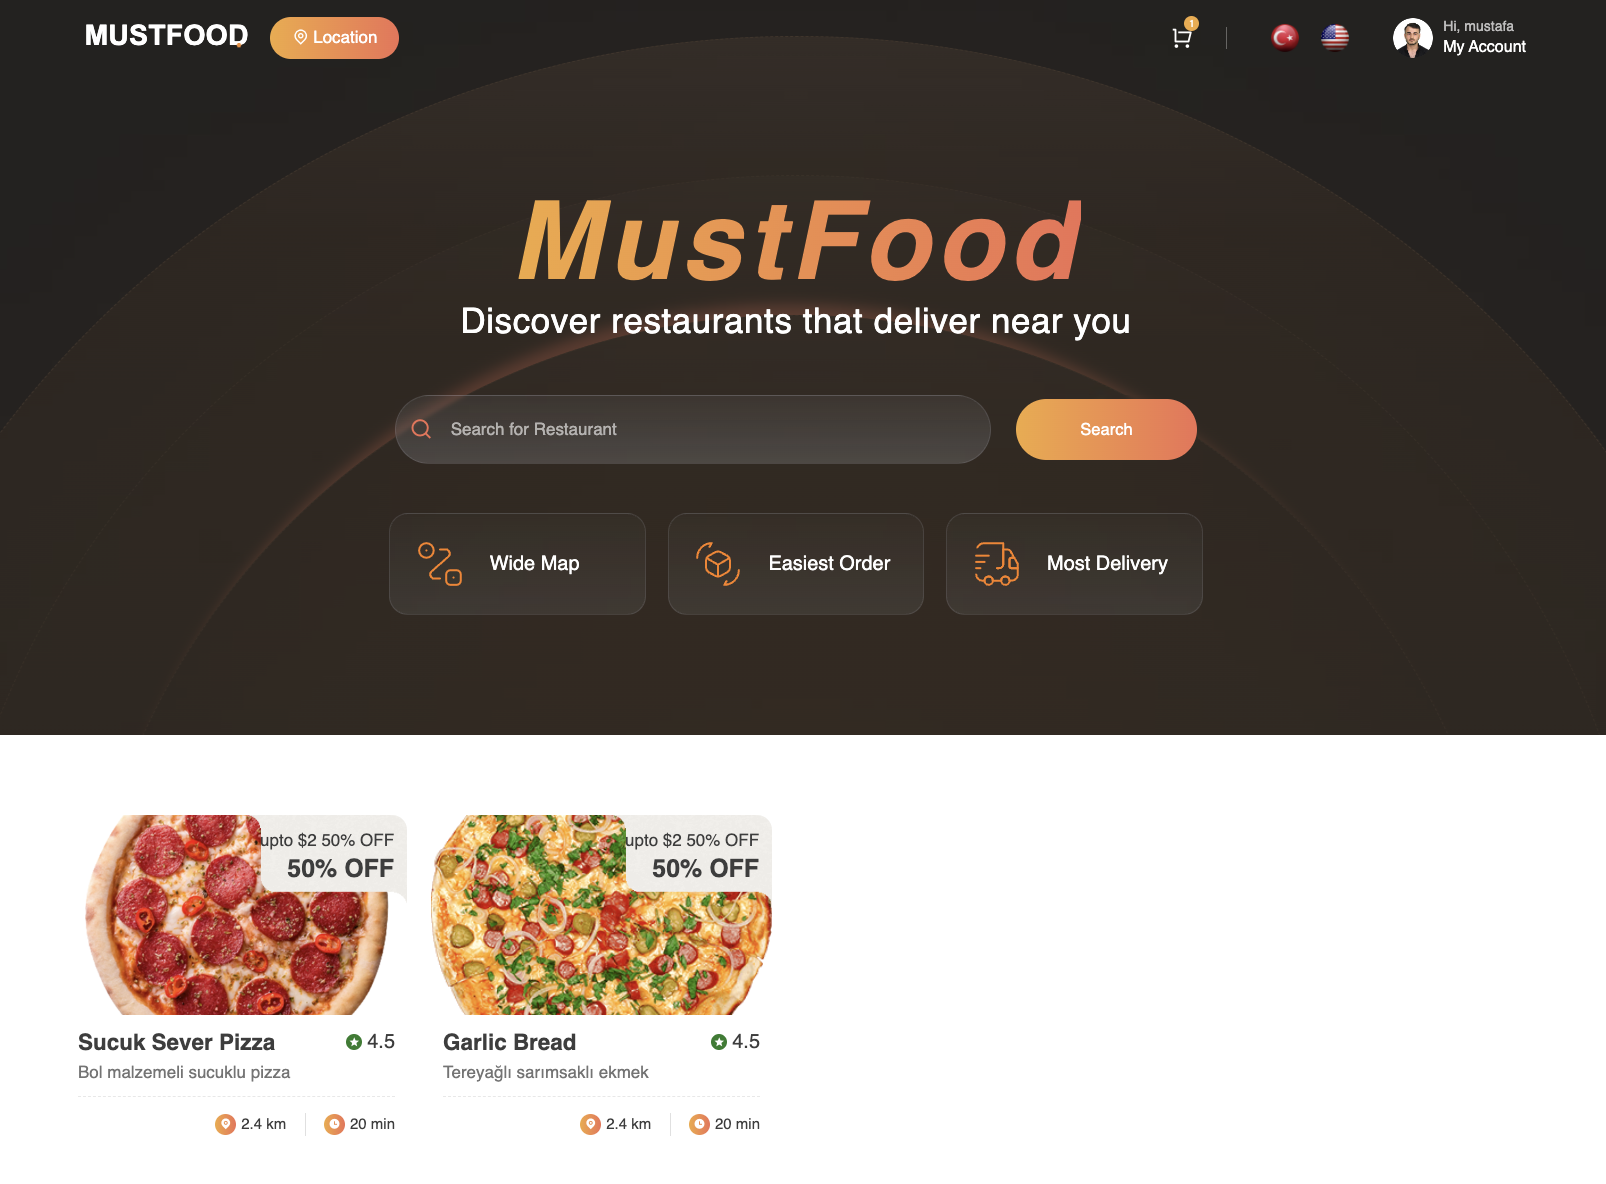 MUSTFOOD
Location
1
Hi, mustafa
My Account
MustFood
Discover restaurants that deliver near you
Search for Restaurant
Search
Wide Map
Easiest Order
Most Delivery
upto $2 50% OFF
50% OFF
Sucuk Sever Pizza
4.5
Bol malzemeli sucuklu pizza
2.4 km
20 min
upto $2 50% OFF
50% OFF
Garlic Bread
4.5
Tereyağlı sarımsaklı ekmek
2.4 km
20 min